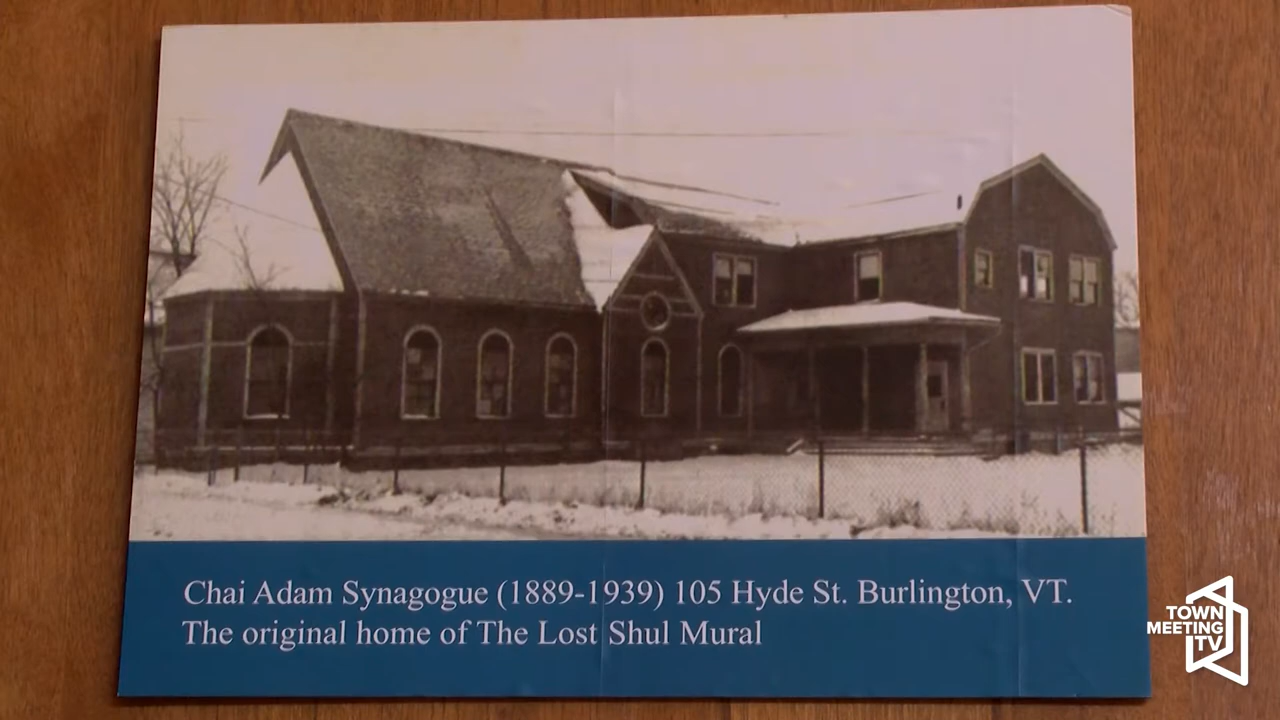 Chai Adam Synagogue (1889-1939) 105 Hyde St. Burlington, VT.
The original home of The Lost Shul Mural
TOWN
MEETING
TV